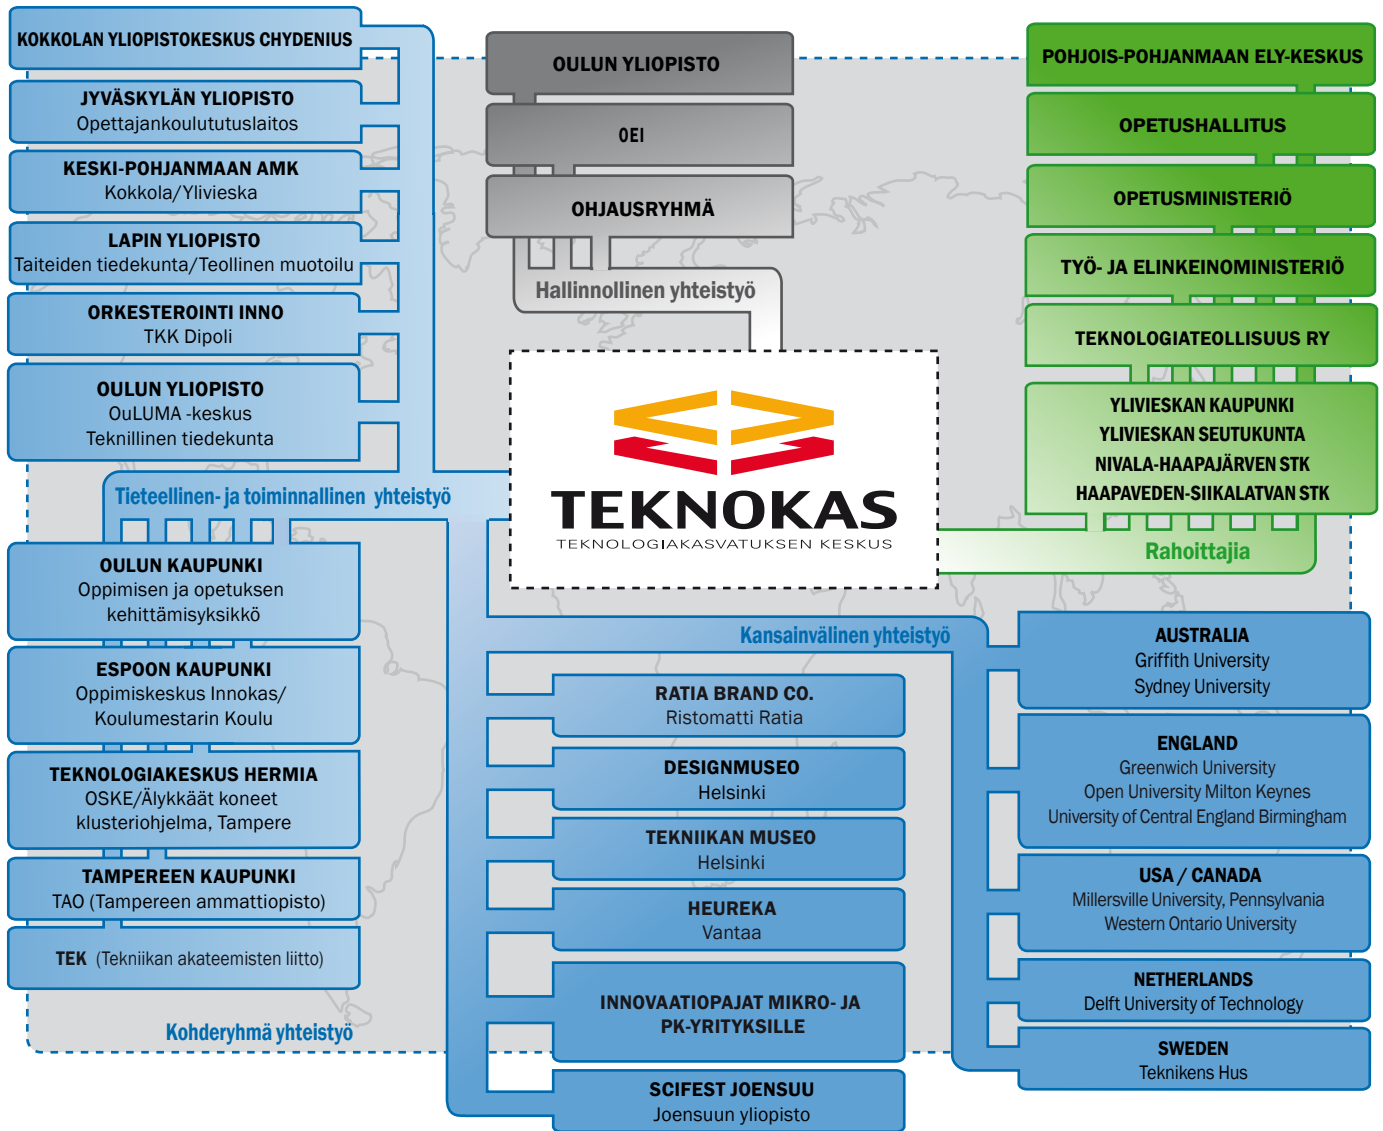 KOKKOLAN YLIOPISTOKESKUS CHYDENIUS
JYVÄSKYLÄN YLIOPISTO
Opettajankoulututuslaitos
KESKI-POHJANMAAN AMK
Kokkola/Ylivieska
LAPIN YLIOPISTO
Taiteiden tiedekunta/Teollinen muotoilu
ORKESTEROINTI INNO
TKK Dipoli
OULUN YLIOPISTO
OuLUMA -keskus
Teknillinen tiedekunta
Tieteellinen- ja toiminnallinen yhteistyö
OULUN KAUPUNKI
Oppimisen ja opetuksen
kehittämisyksikkö
ESPOON KAUPUNKI
Oppimiskeskus Innokas/
Koulumestarin Koulu
TEKNOLOGIAKESKUS HERMIA
OSKE/Älykkäät koneet
klusteriohjelma, Tampere
TAMPEREEN KAUPUNKI
TAO (Tampereen ammattiopisto)
TEK (Tekniikan akateemisten liitto)
Kohderyhmä yhteistyö
OULUN YLIOPISTO
OEI
OHJAUSRYHMÄ
Hallinnollinen yhteistyö
TEKNOKAS
TEKNOLOGIAKASVATUKSEN KESKUS
POHJOIS-POHJANMAAN ELY-KESKUS
OPETUSHALLITUS
OPETUSMINISTERIÖ
TYÖ- JA ELINKEINOMINISTERIÖ
TEKNOLOGIATEOLLISUUS RY
YLIVIESKAN KAUPUNKI
YLIVIESKAN SEUTUKUNTA
NIVALA-HAAPAJÄRVEN STK
HAAPAVEDEN-SIIKALATVAN STK
Rahoittajia
Kansainvälinen yhteistyö
RATIA BRAND CO.
Ristomatti Ratia
DESIGNMUSEO
Helsinki
TEKNIIKAN MUSEO
Helsinki
HEUREKA
Vantaa
INNOVAATIOPAJAT MIKRO- JA
PK-YRITYKSILLE
SCIFEST JOENSUU
Joensuun yliopisto
AUSTRALIA
Griffith University
Sydney University
ENGLAND
Greenwich University
Open University Milton Keynes
University of Central England Birmingham
USA / CANADA
Millersville University, Pennsylvania
Western Ontario University
NETHERLANDS
Delft University of Technology
SWEDEN
Teknikens Hus